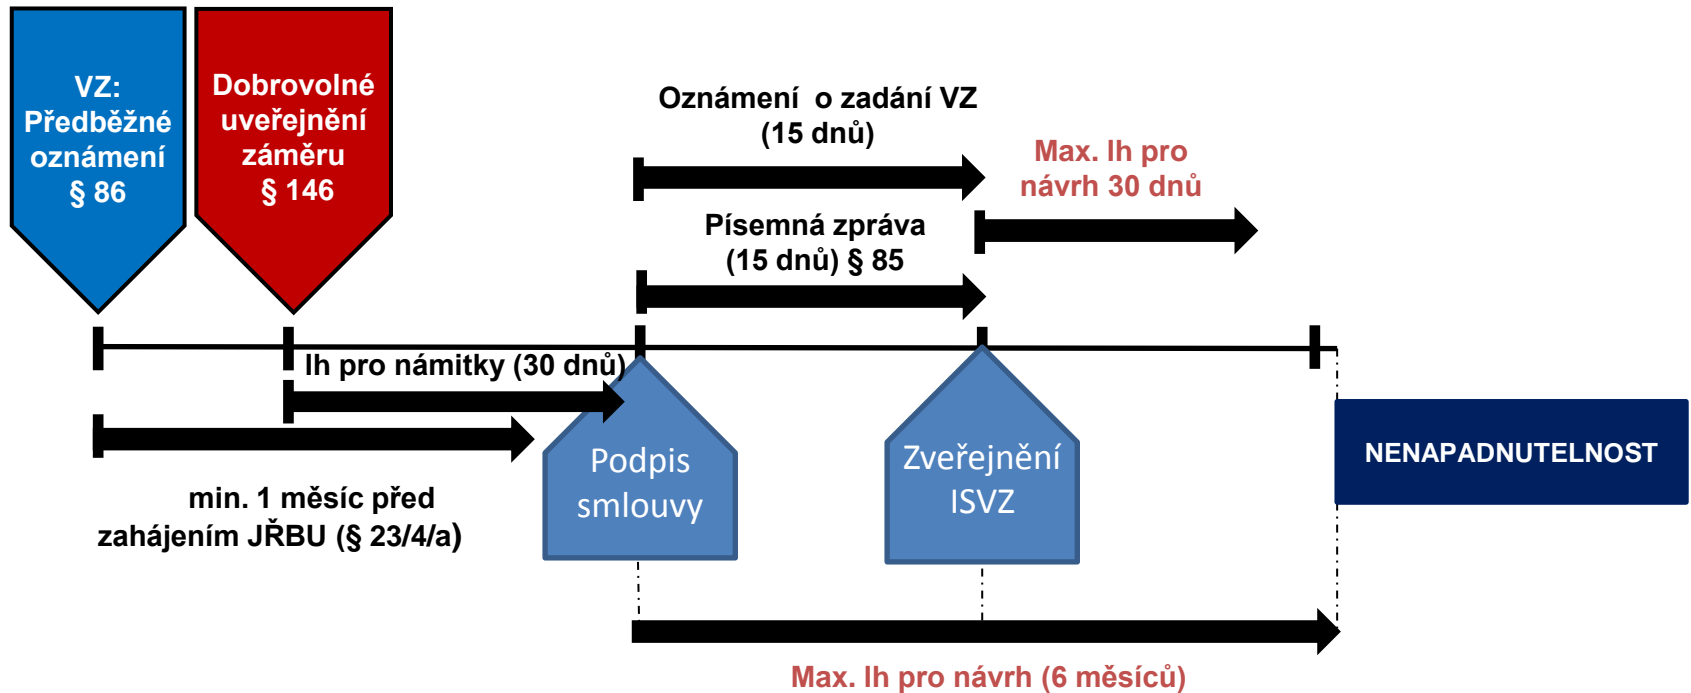 VZ:
Předběžné
oznámení
§ 86
Dobrovolné
uveřejnění
záměru
§ 146
Oznámení o zadání VZ
(15 dnů)
Max. lh pro
návrh 30 dnů
Písemná zpráva
(15 dnů) § 85
lh pro námitky (30 dnů)
min. 1 měsíc před
zahájením JŘBU (§ 23/4/a)
Podpis
smlouvy
Zveřejnění
ISVZ
NENAPADNUTELNOST
Max. lh pro návrh (6 měsíců)